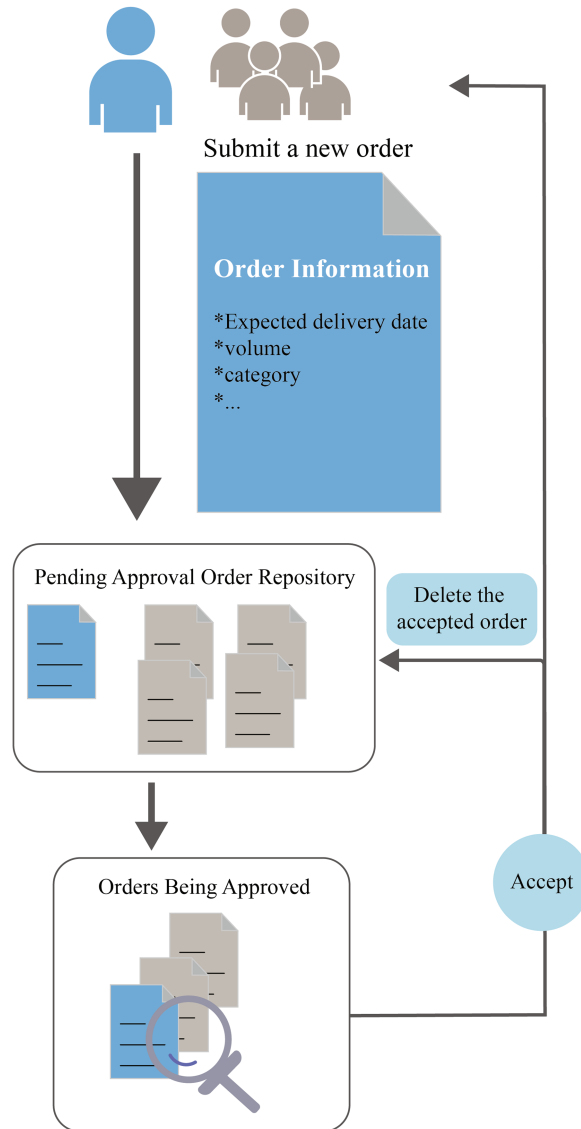 Submit a new order
Order Information
*Expected delivery date
*volume
*category
*...
Pending Approval Order Repository
Delete the
accepted order
Orders Being Approved
Accept